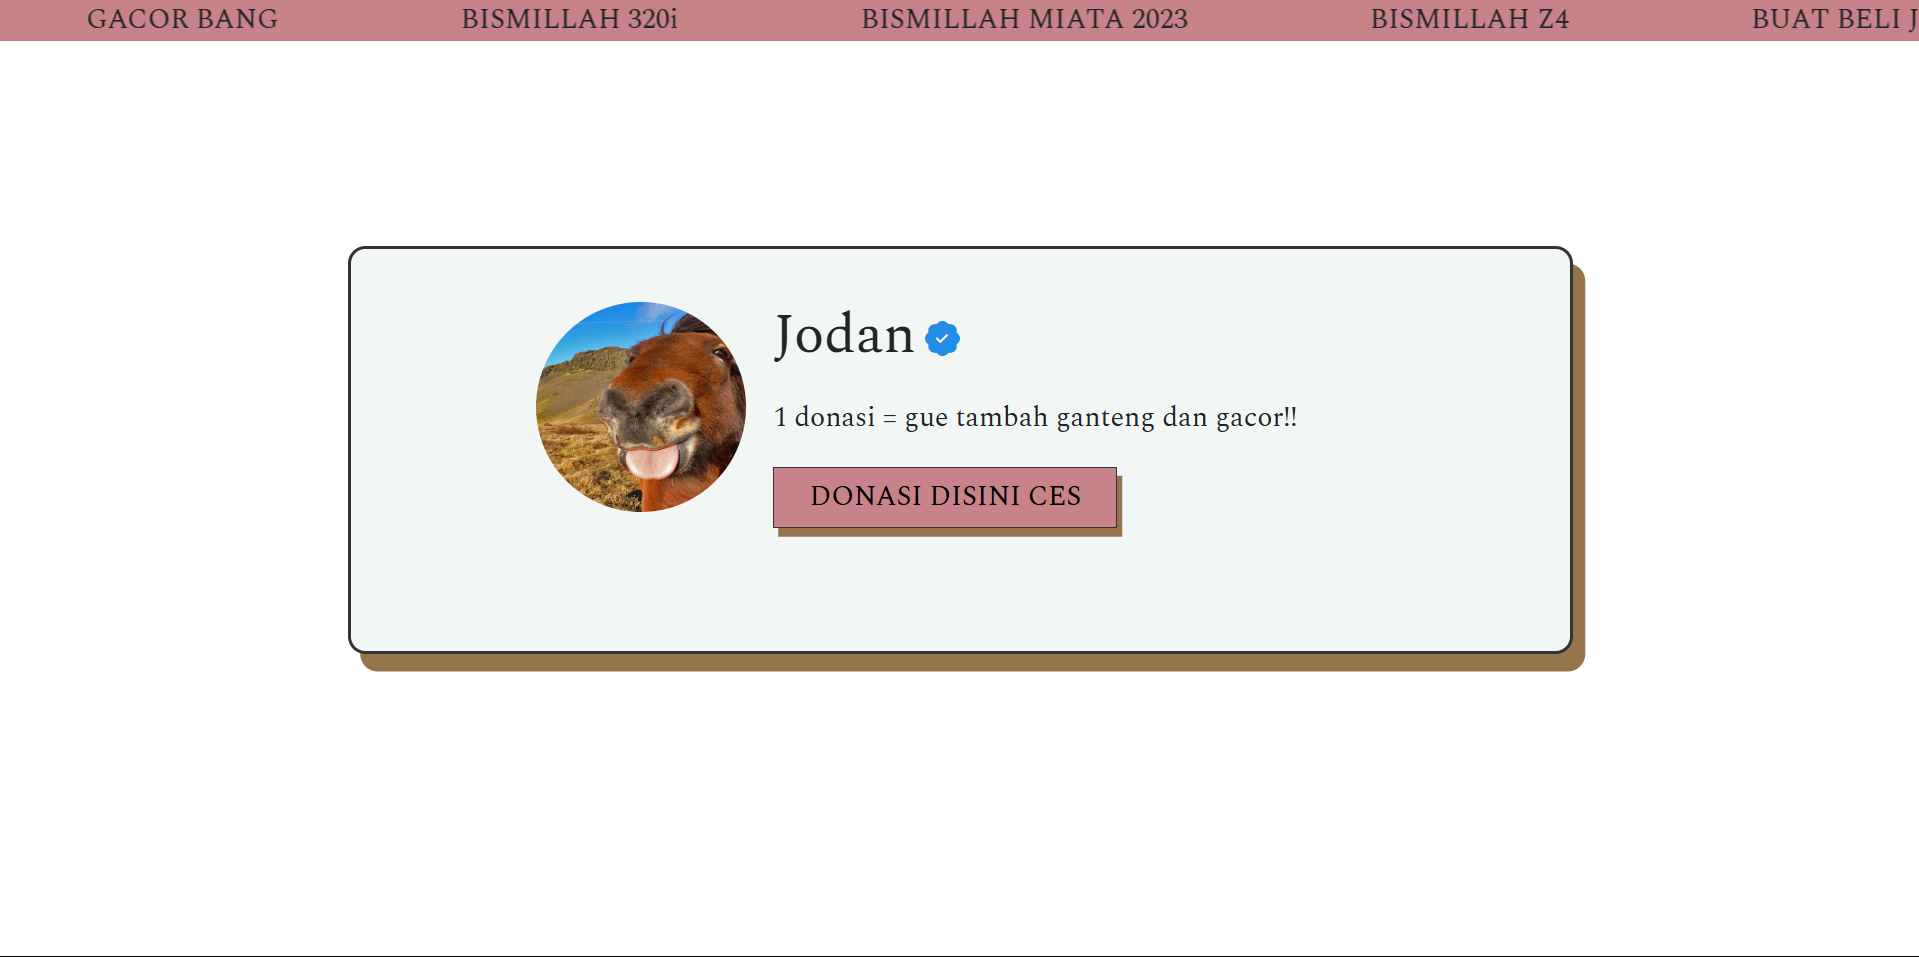 GACOR BANG BISMILLAH 320i BISMILLAH MIATA 2023 BISMILLAH Z4 BUAT BELI
Jodan
1 donasi = gue tambah ganteng dan gacor!!
DONASI DISINI CES